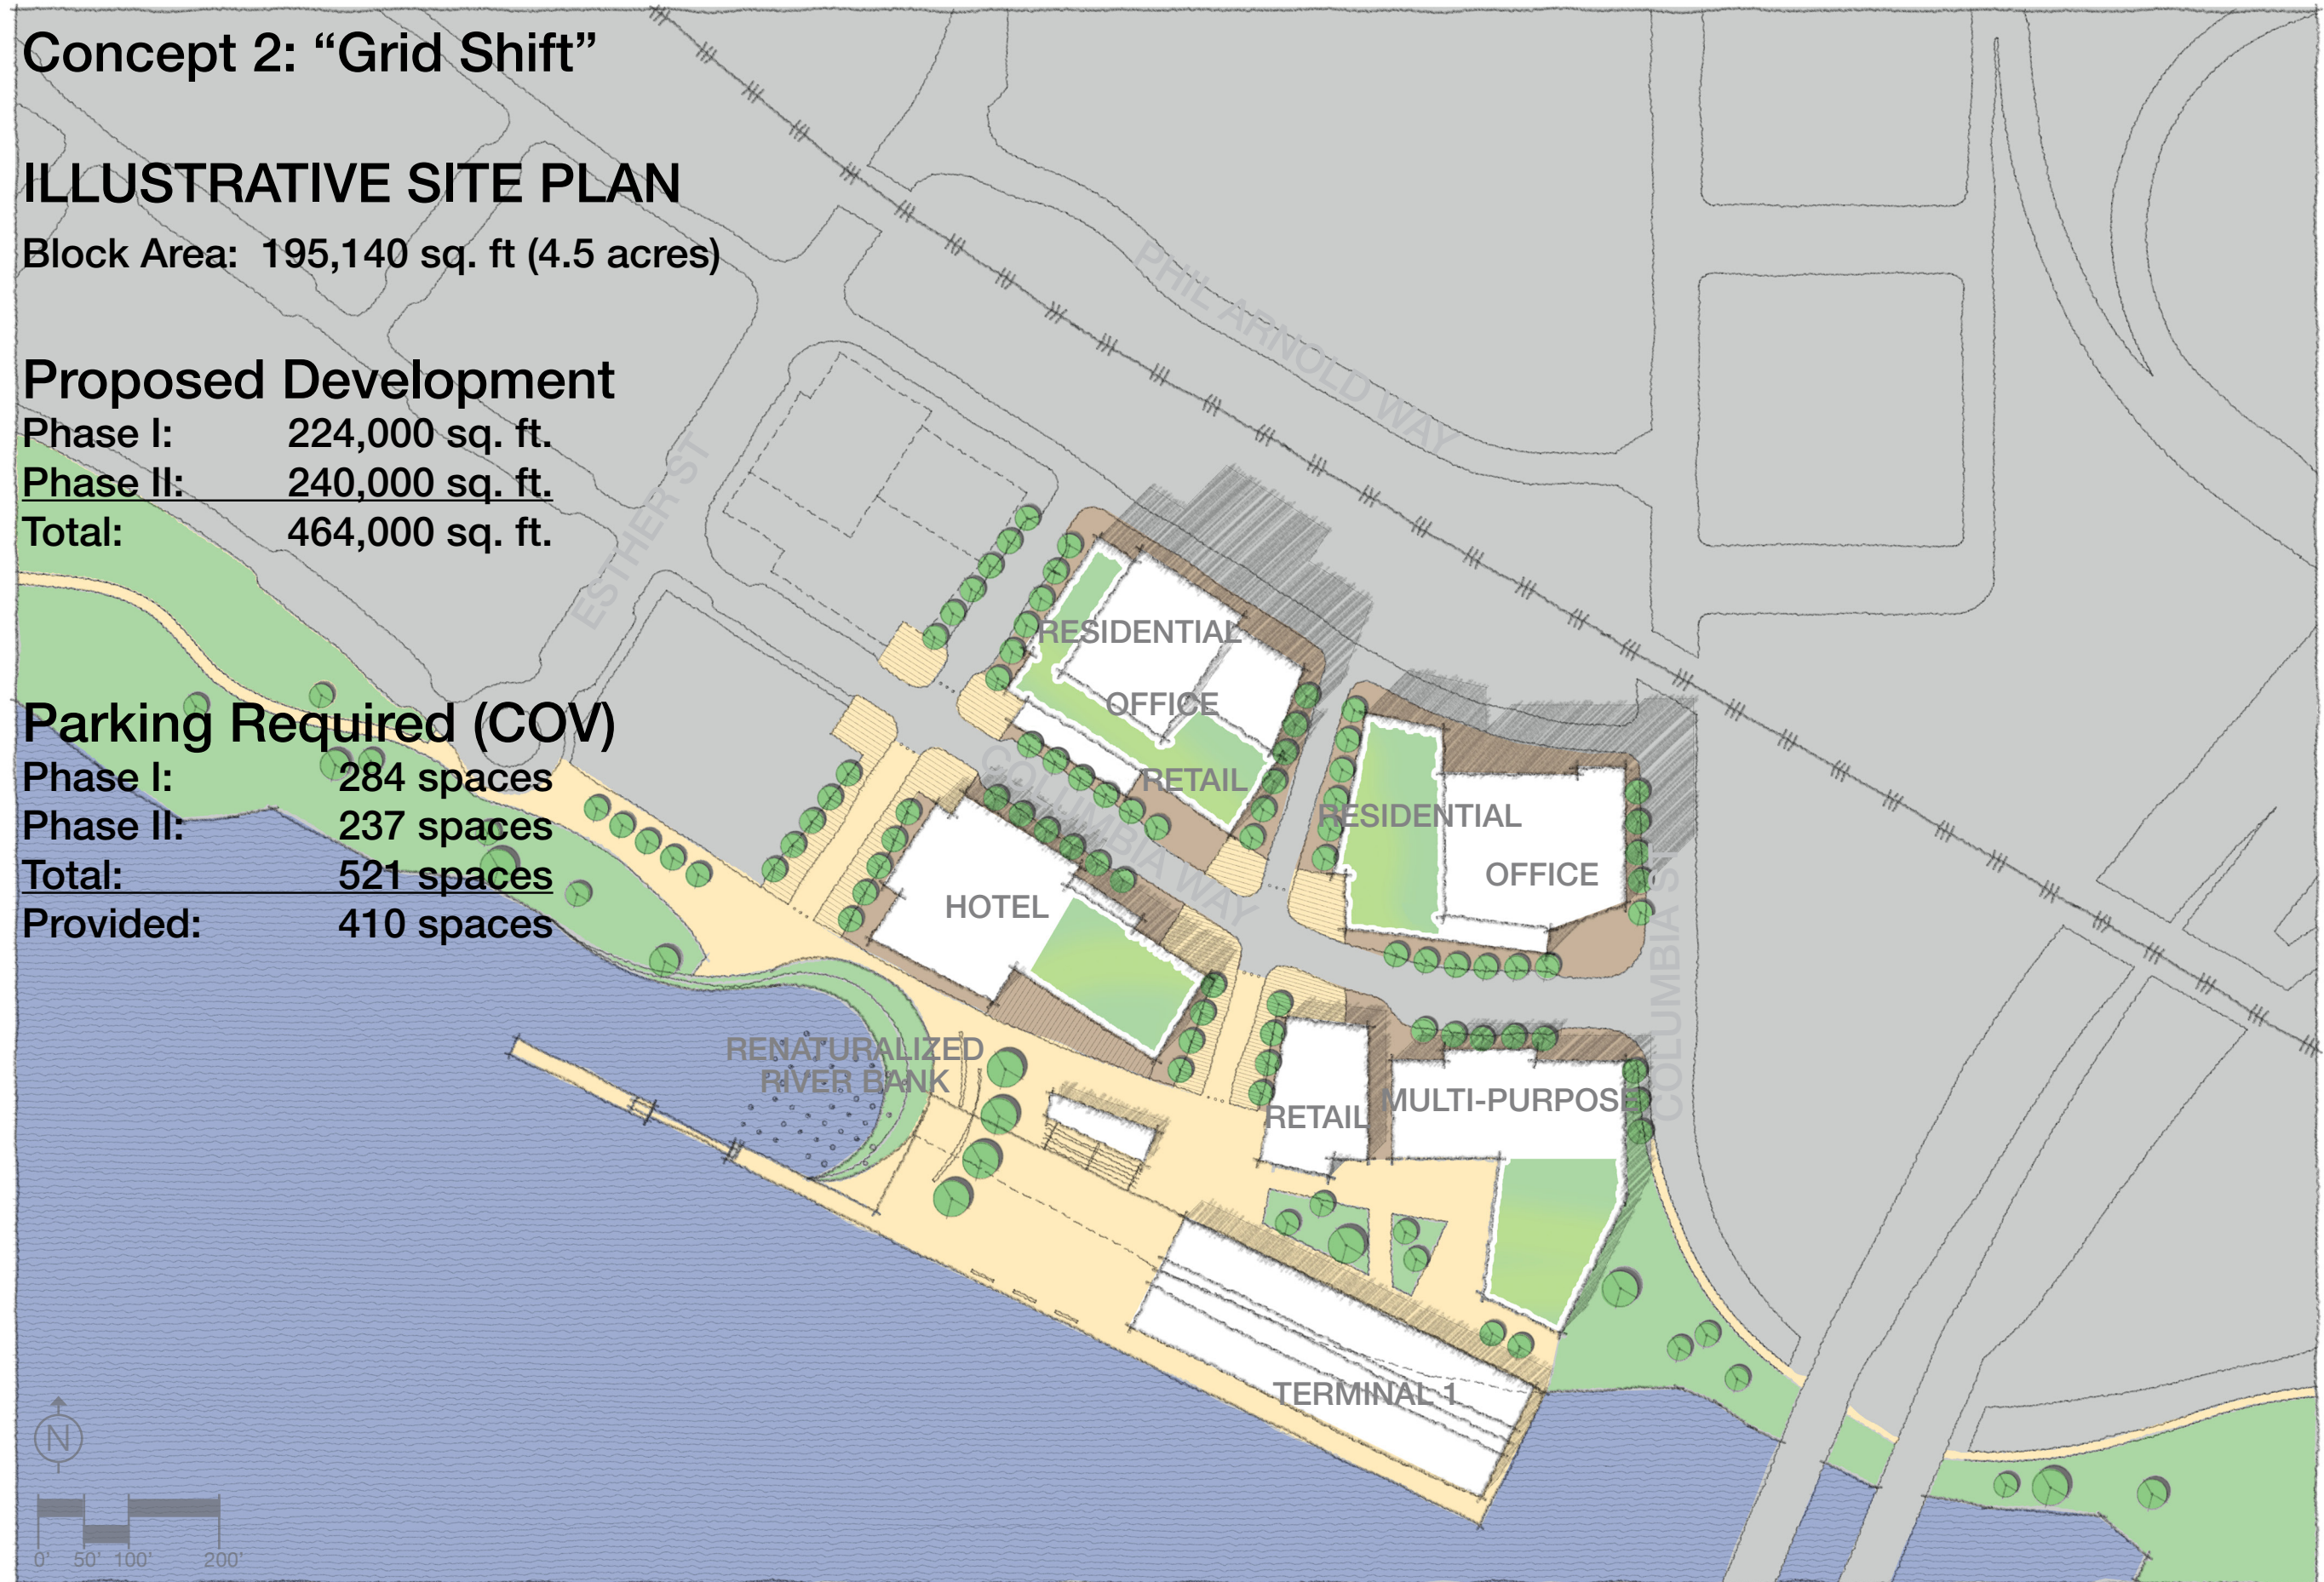 Concept 2: “Grid Shift”
ILLUSTRATIVE SITE PLAN
Block Area: 195,140 sq. ft (4.5 acres)
Proposed Development
Phase I: 224,000 sq. ft.
Phase II: 240,000 sq. ft.
Total: 464,000 sq. ft.
Parking Required (COV)
Phase I: 284 spaces
Phase II: 237 spaces
Total: 521 spaces
Provided: 410 spaces
PHIL ARNOLD WAY
ESTHER ST
RESIDENTIAL
OFFICE
RETAIL
COLUMBIA WAY
RESIDENTIAL
OFFICE
COLUMBIA ST
HOTEL
RENATURALIZED
RIVER BANK
RETAIL
MULTI-PURPOSE
TERMINAL 1
N
0' 50' 100' 200'